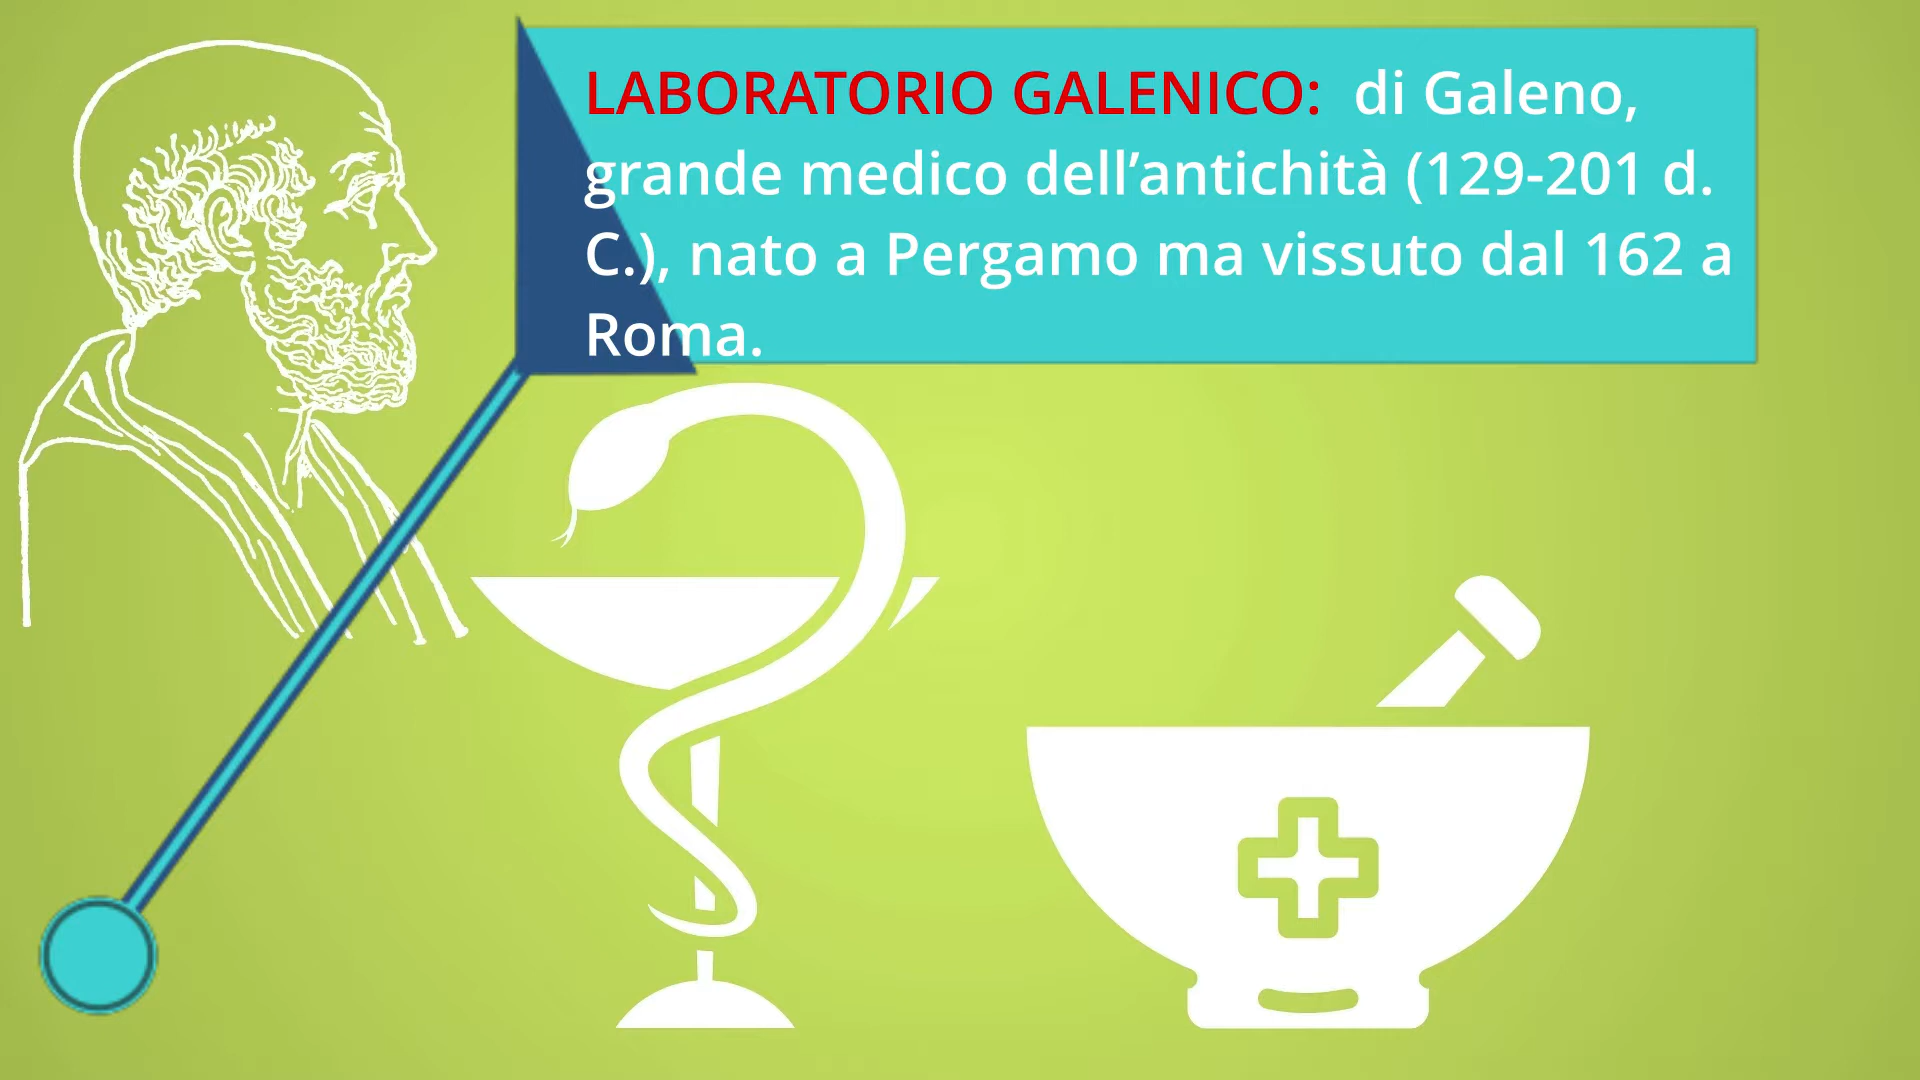 LABORATORIO GALENICO:  di Galeno,
grande medico dell’antichità (129-201 d.
C.), nato a Pergamo ma vissuto dal 162 a
Roma.